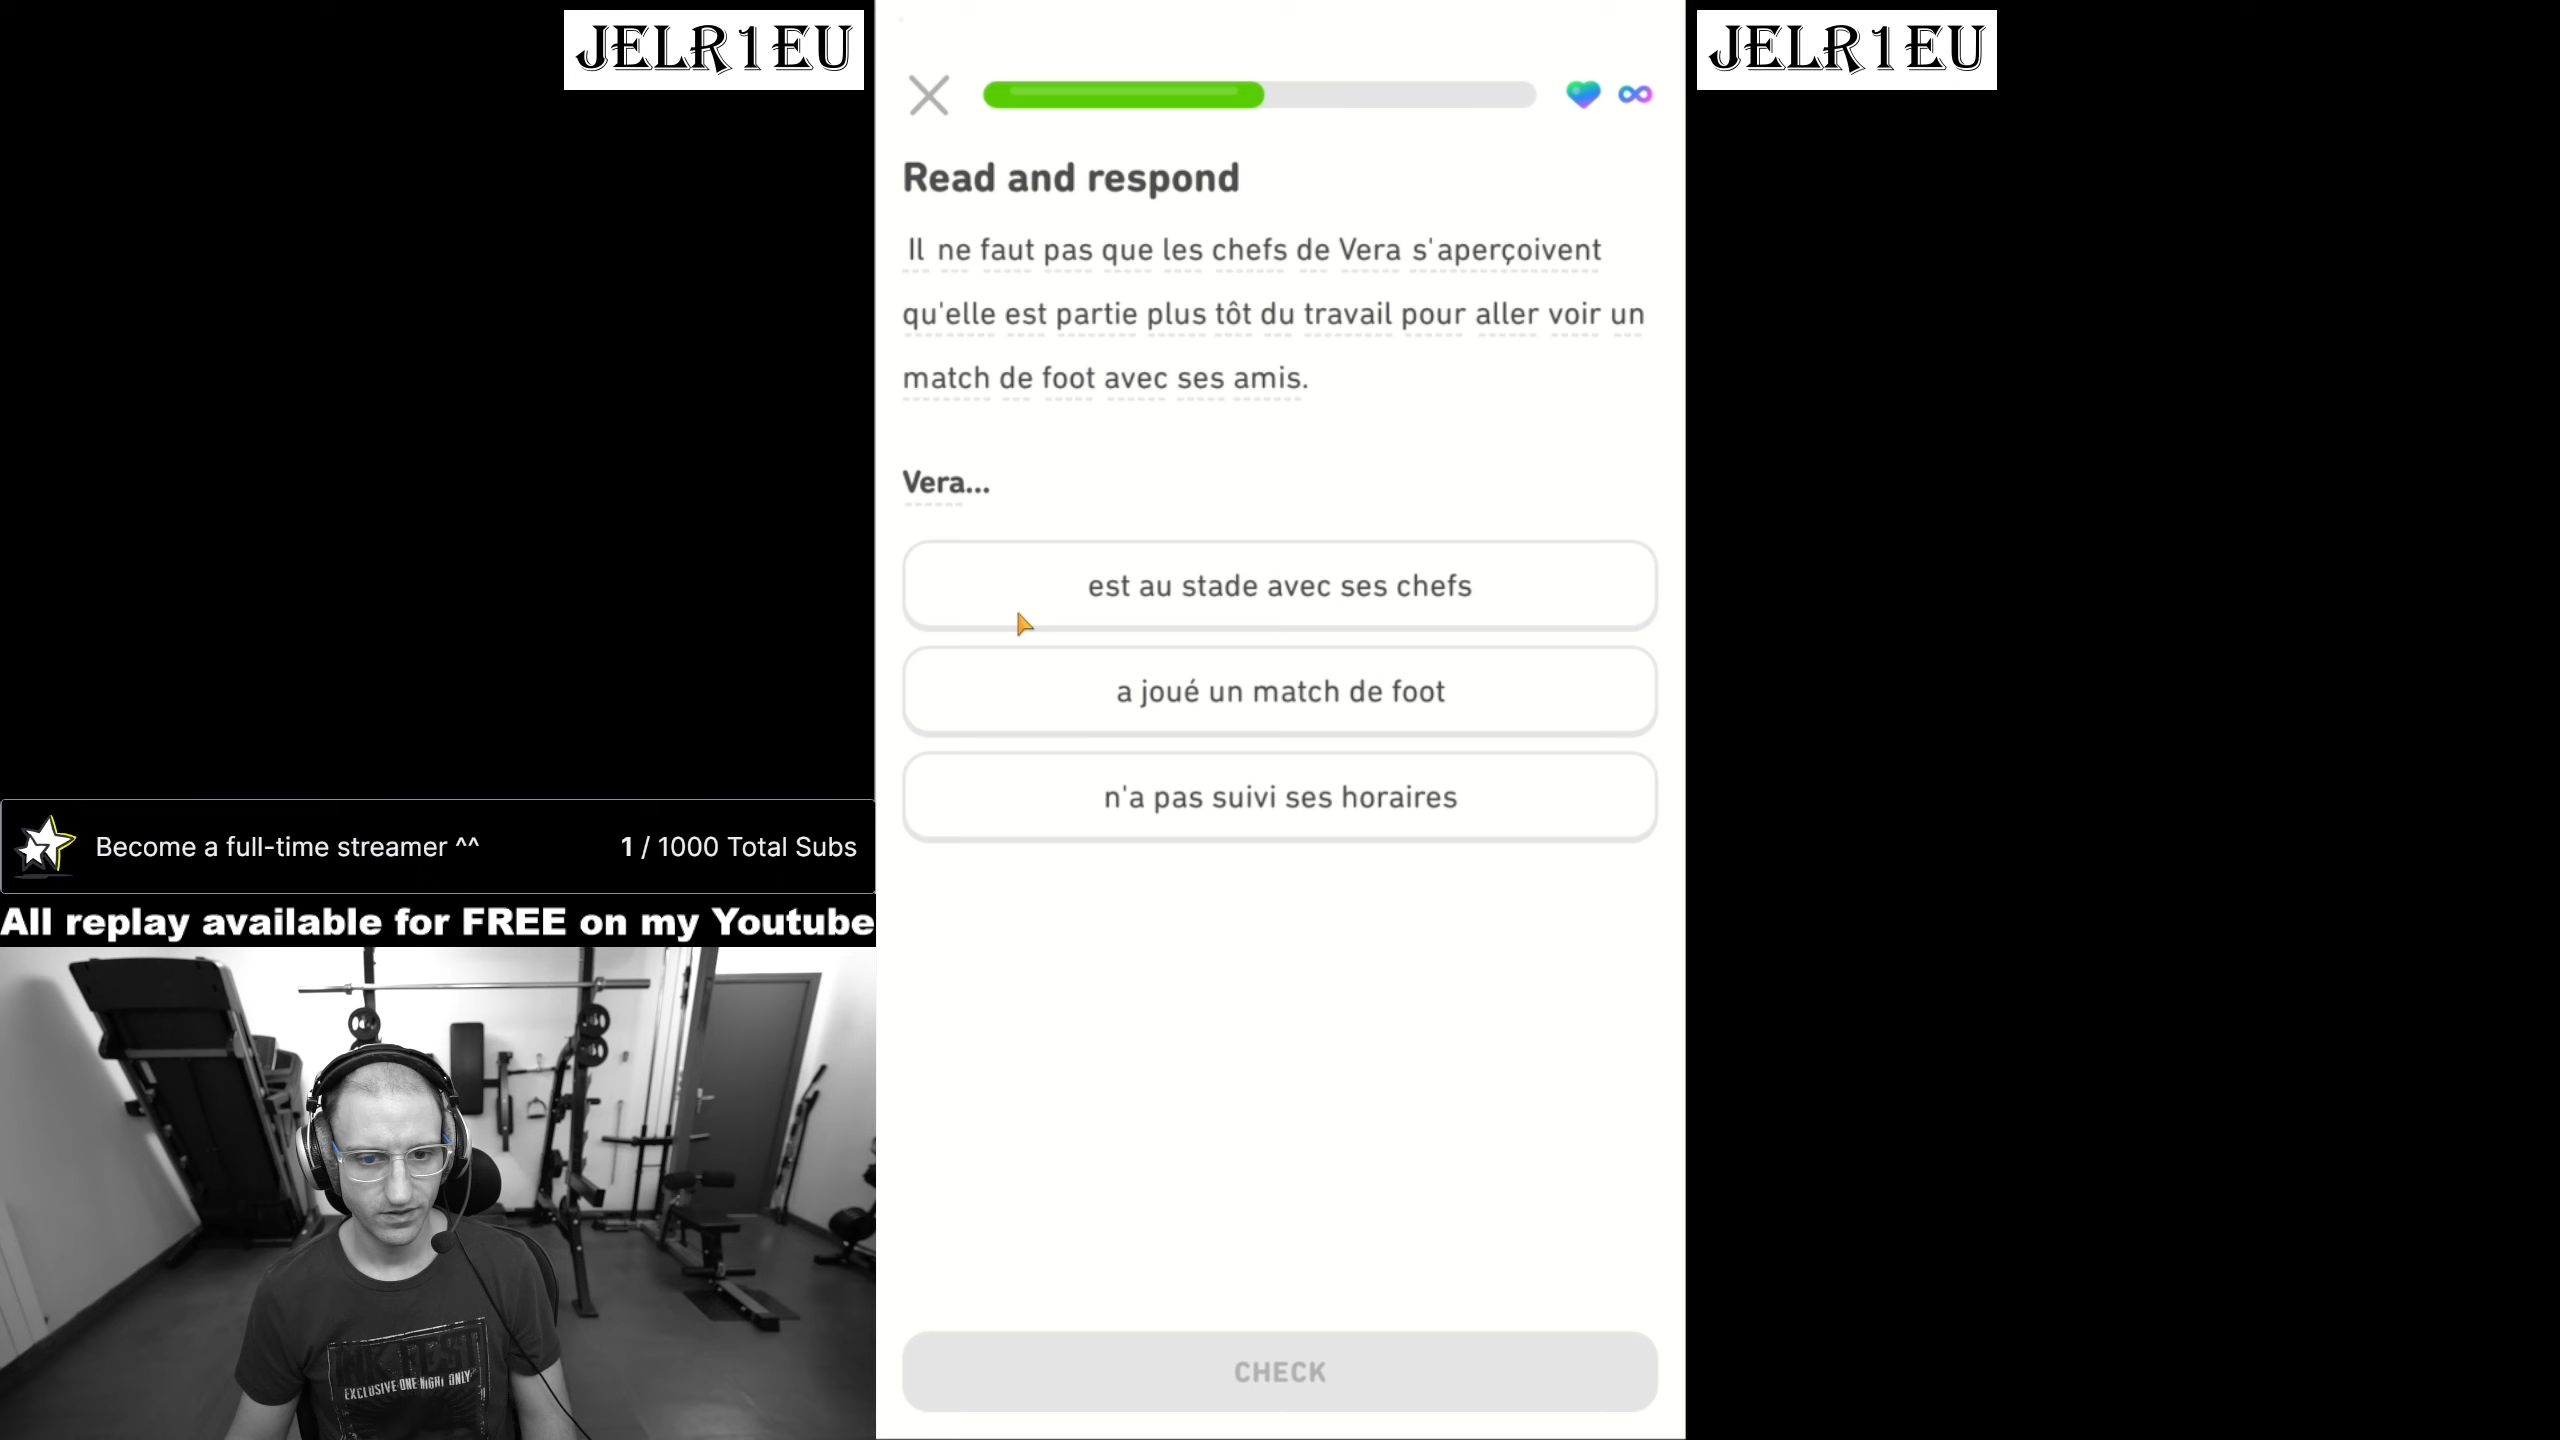 JELR1EU
JELR1EU
Read and respond
Il ne faut pas que les chefs de Vera s'aperçoivent
qu'elle est partie plus tôt du travail pour aller voir un
match de foot avec ses amis.
Vera...
est au stade avec ses chefs
a joué un match de foot
n'a pas suivi ses horaires
CHECK
Become a full-time streamer ^^
1 / 1000 Total Subs
All replay available for FREE on my Youtube
EXCLUSIVE ONE NIGHT ONLY